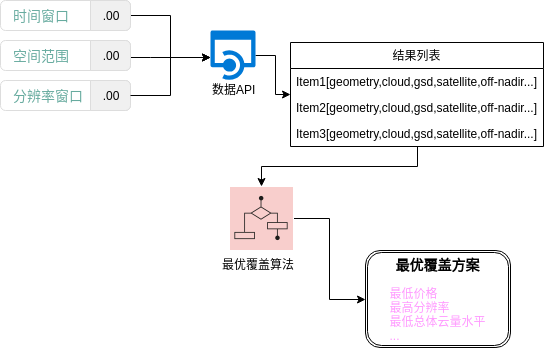 时间窗口 .00
空间范围 .00
分辨率窗口 .00
数据API
结果列表
Item1[geometry,cloud,gsd,satellite,off-nadir...]
Item2[geometry,cloud,gsd,satellite,off-nadir...]
Item3[geometry,cloud,gsd,satellite,off-nadir...]
最优覆盖算法
最优覆盖方案
最低价格
最高分辨率
最低总体云量水平
...